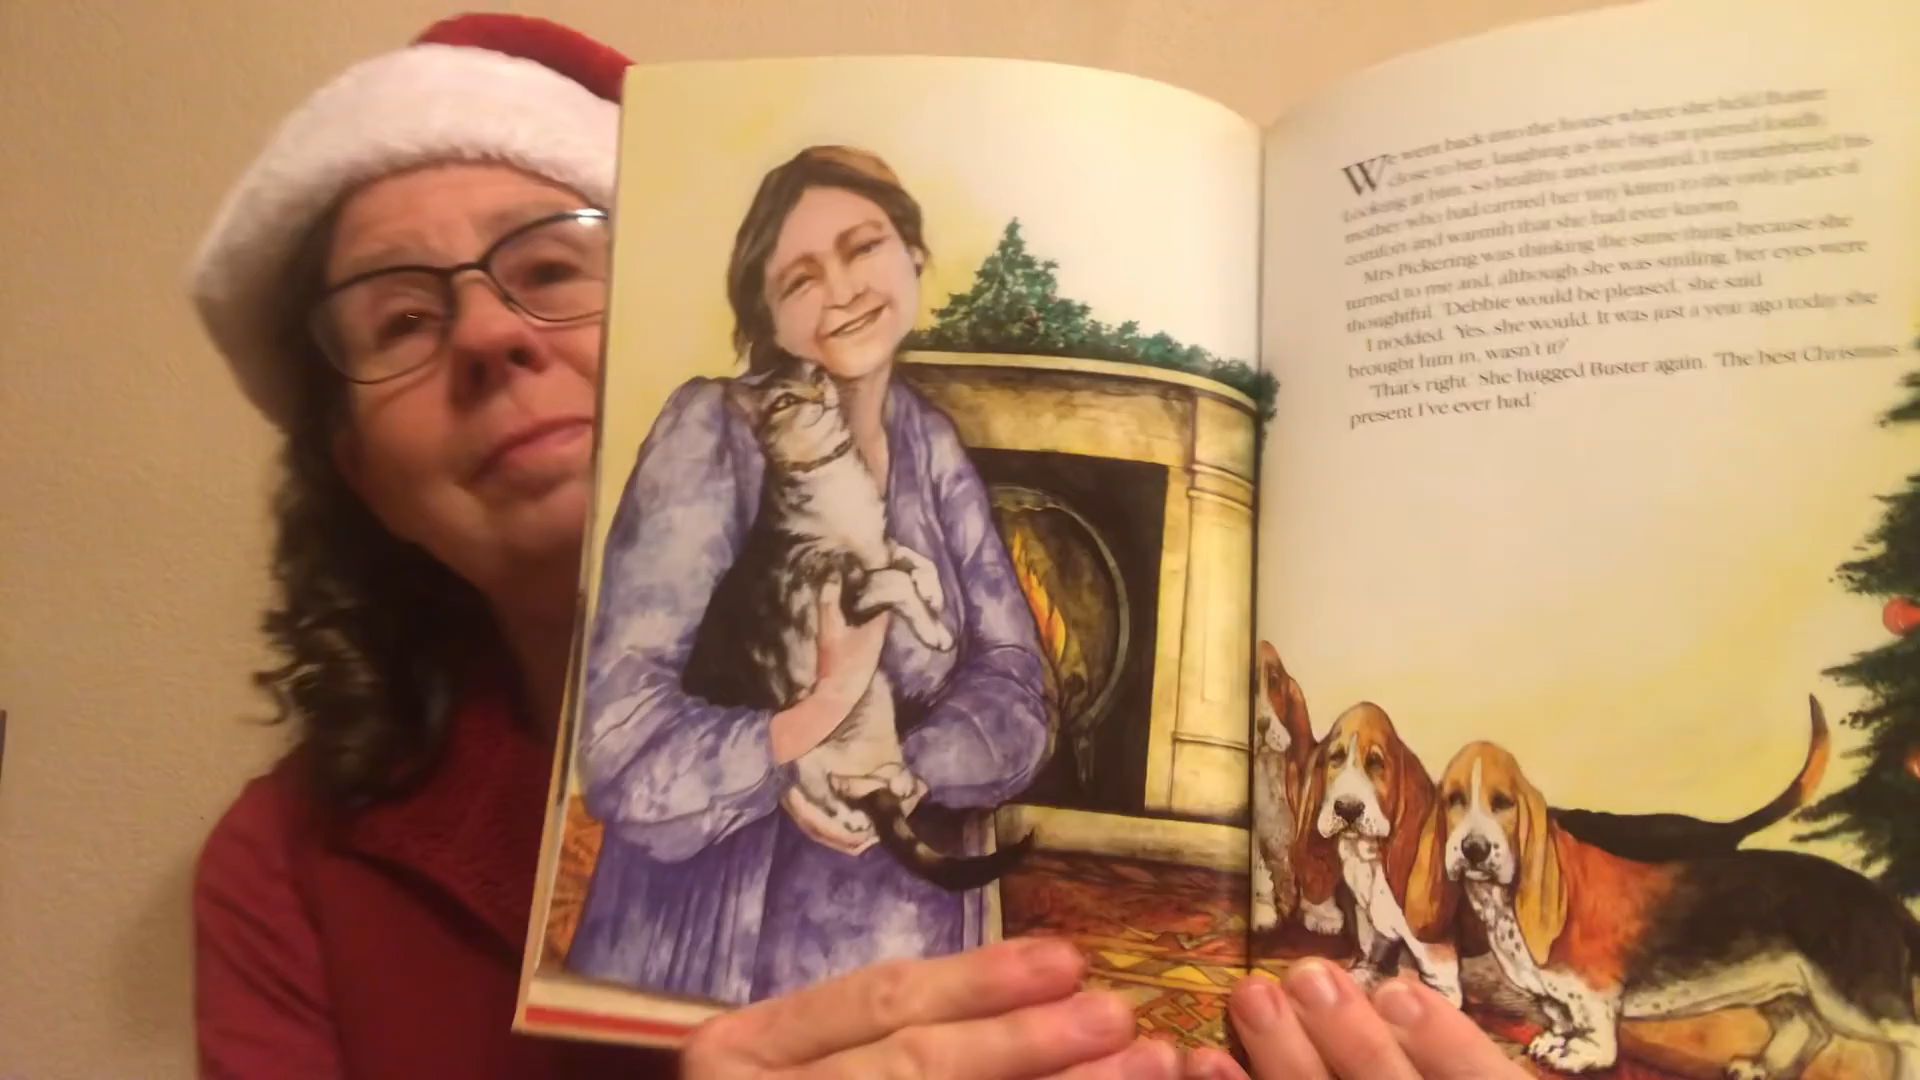 We went back into the house where she held Buster
close to her, laughing as the big cat purred loudly.
Looking at him, so healthy and contented, I remembered his
mother who had carried her tiny kitten to the only place of
comfort and warmth that she had ever known.
Mrs Pickering was thinking the same thing because she
turned to me and, although she was smiling, her eyes were
thoughtful. 'Debbie would be pleased,' she said.
I nodded. 'Yes, she would. It was just a year ago today she
brought him in, wasn't it?'
'That's right.' She hugged Buster again. 'The best Christmas
present I've ever had.'